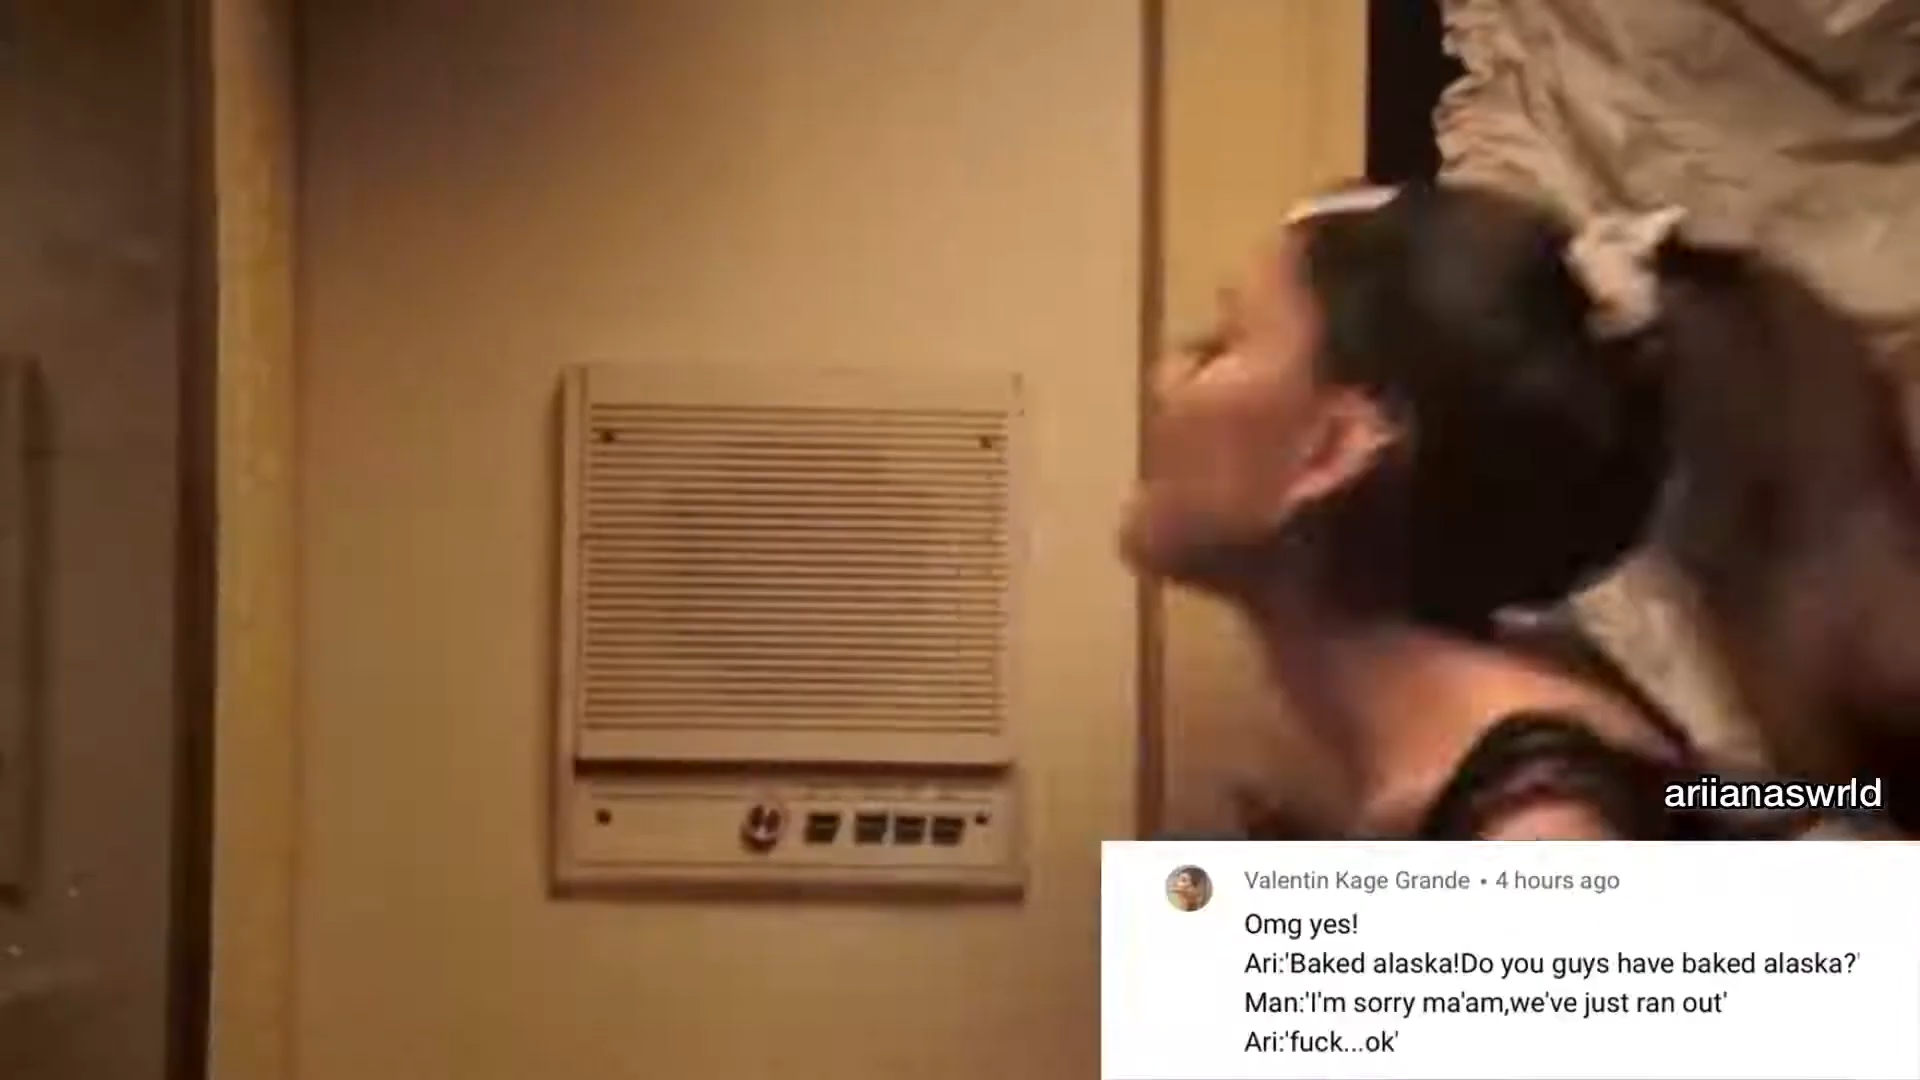 ariianaswrld
Valentin Kage Grande • 4 hours ago
Omg yes!
Ari:'Baked alaska!Do you guys have baked alaska?'
Man:'I'm sorry ma'am,we've just ran out'
Ari:'fuck...ok'